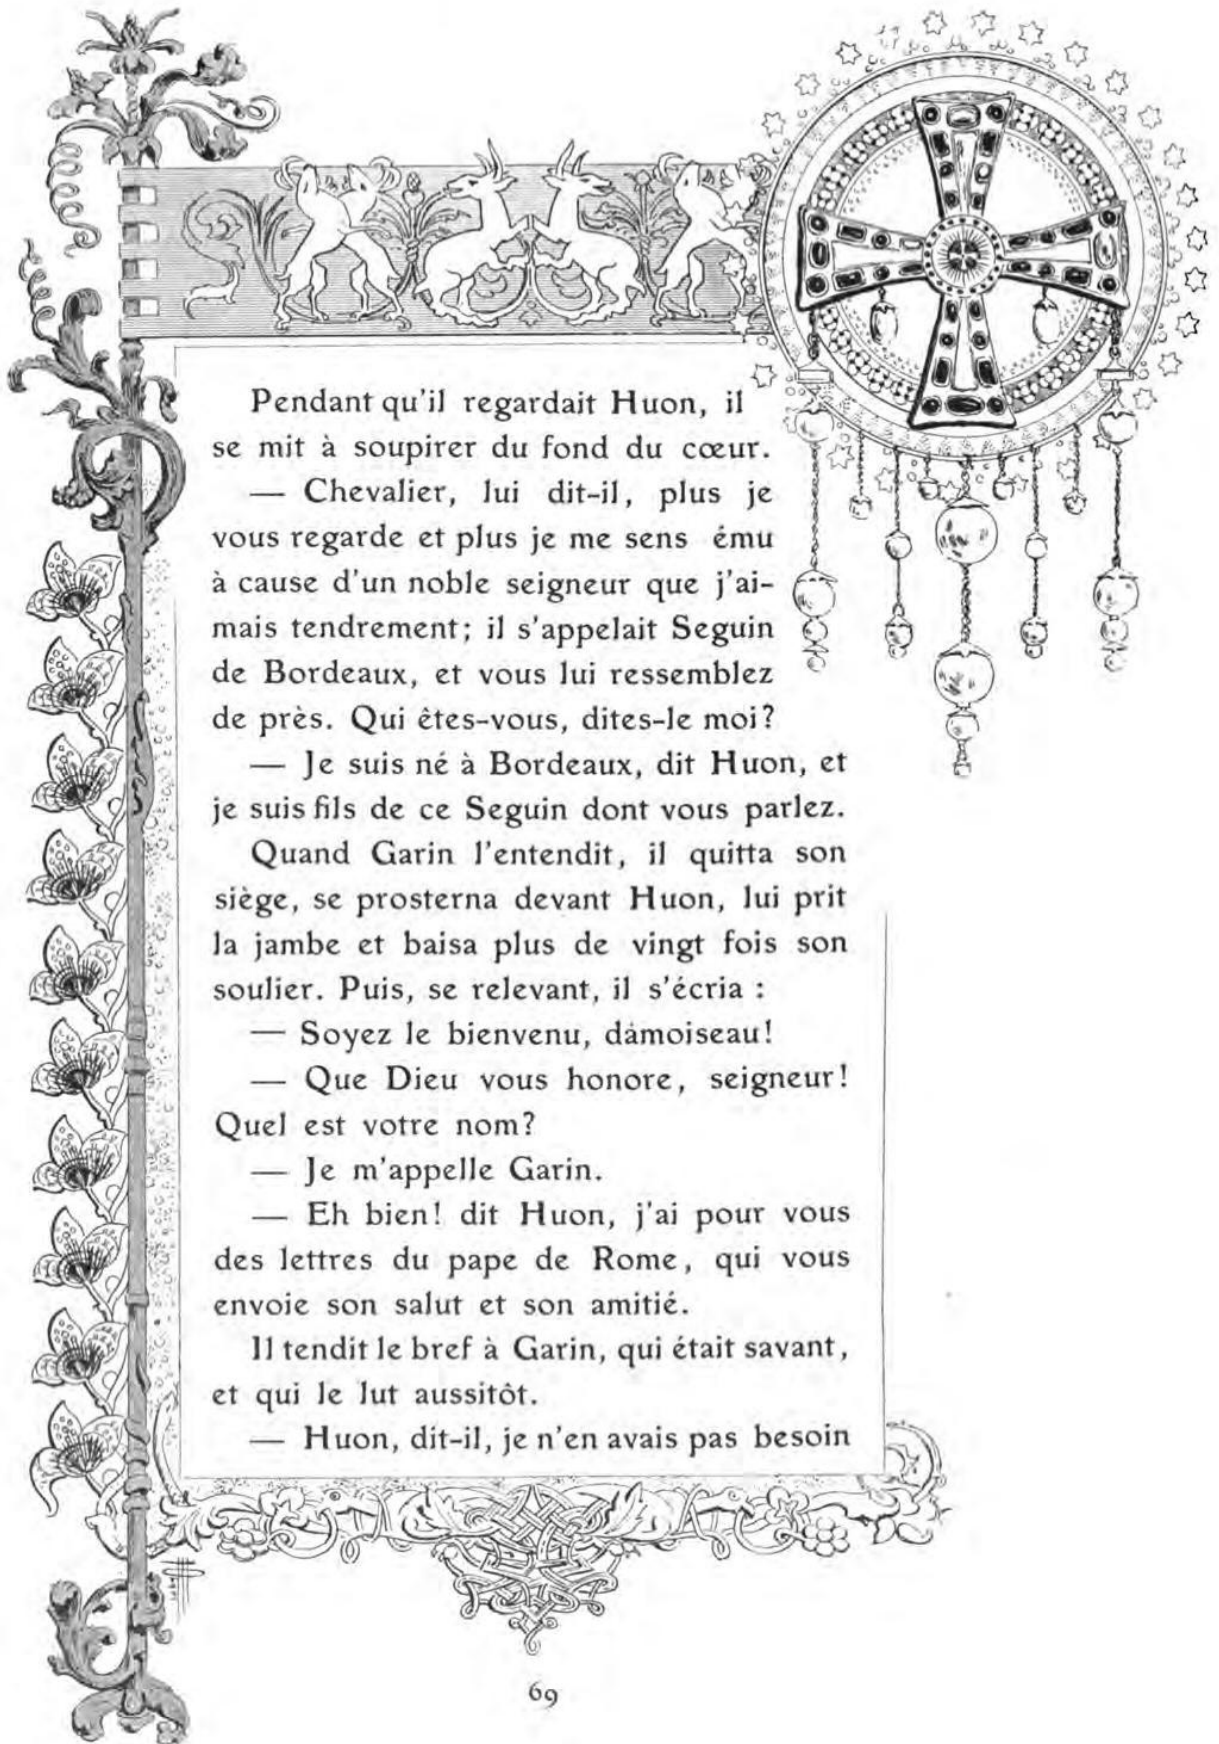 Pendant qu'il regardait Huon, il
se mit à soupirer du fond du cœur.
— Chevalier, lui dit-il, plus je
vous regarde et plus je me sens ému
à cause d'un noble seigneur que j'ai-
mais tendrement; il s'appelait Seguin
de Bordeaux, et vous lui ressemblez
de près. Qui êtes-vous, dites-le moi?
— Je suis né à Bordeaux, dit Huon, et
je suis fils de ce Seguin dont vous parlez.
Quand Garin l'entendit, il quitta son
siège, se prosterna devant Huon, lui prit
la jambe et baisa plus de vingt fois son
soulier. Puis, se relevant, il s'écria :
— Soyez le bienvenu, damoiseau!
— Que Dieu vous honore, seigneur!
Quel est votre nom?
— Je m'appelle Garin.
— Eh bien! dit Huon, j'ai pour vous
des lettres du pape de Rome, qui vous
envoie son salut et son amitié.
Il tendit le bref à Garin, qui était savant,
et qui le lut aussitôt.
— Huon, dit-il, je n'en avais pas besoin
69